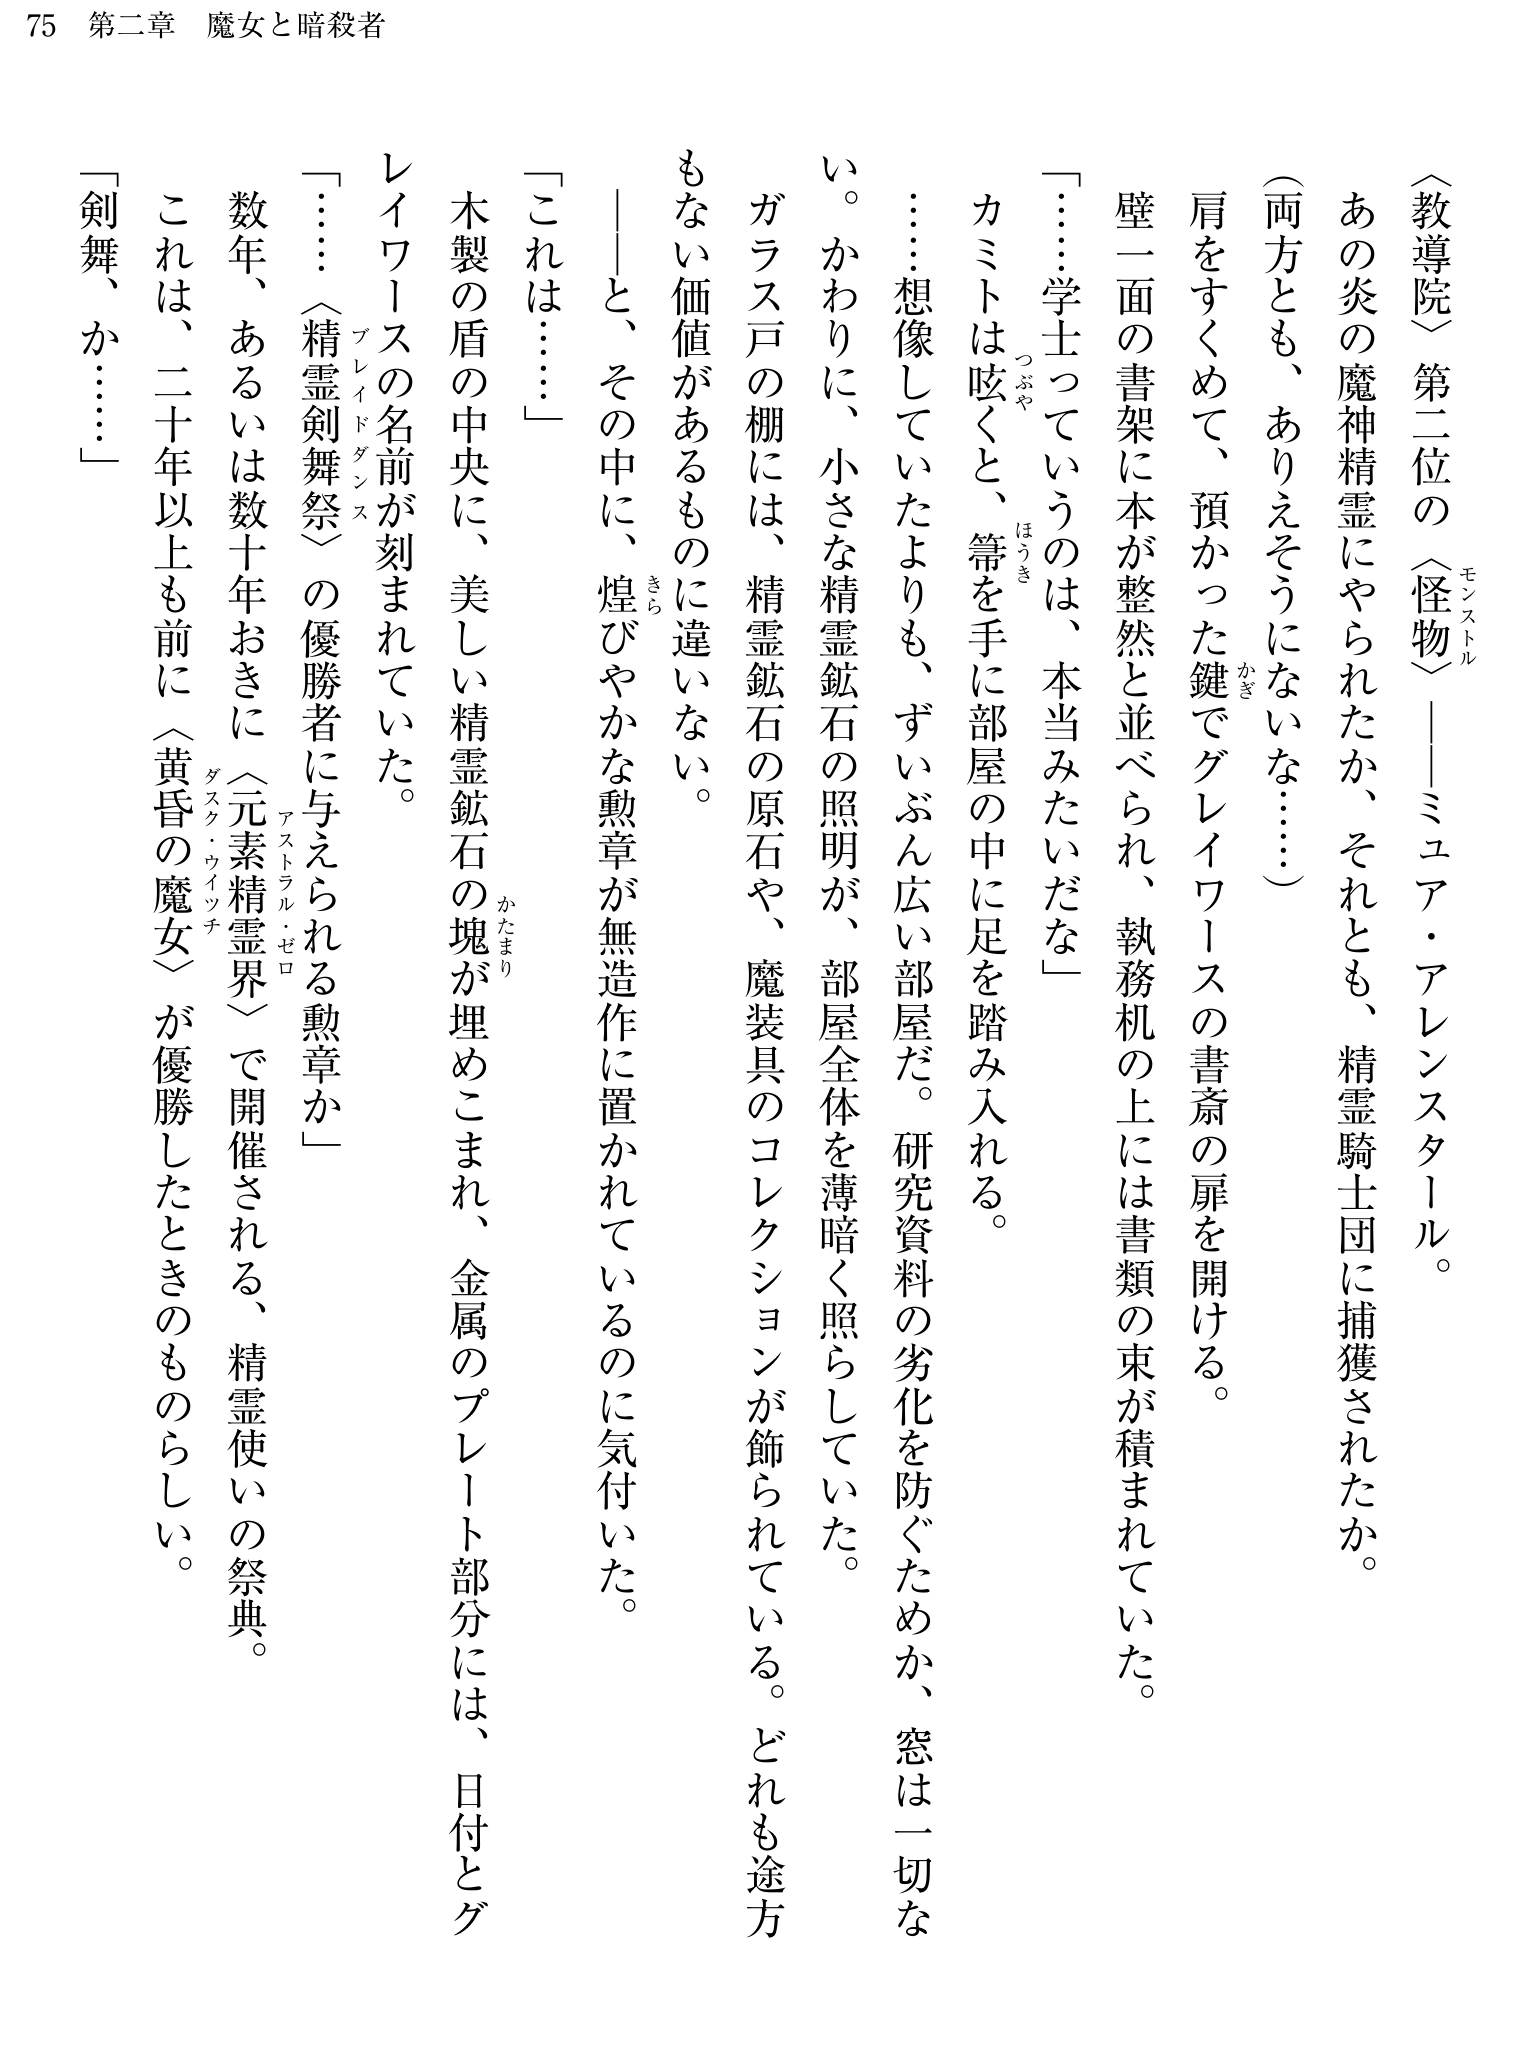 75　第二章　魔女と暗殺者
〈教導院〉第二位の〈怪物〉――ミュア・アレンスタール。
モンストル
あの炎の魔神精霊にやられたか、それとも、精霊騎士団に捕獲されたか。
（両方とも、ありえそうにないな……）
肩をすくめて、預かった鍵でグレイワースの書斎の扉を開ける。
かぎ
壁一面の書架に本が整然と並べられ、執務机の上には書類の束が積まれていた。
「……学士っていうのは、本当みたいだな」
カミトは呟くと、箒を手に部屋の中に足を踏み入れる。
つぶや　ほうき
……想像していたよりも、ずいぶん広い部屋だ。研究資料の劣化を防ぐためか、窓は一切な
い。かわりに、小さな精霊鉱石の照明が、部屋全体を薄暗く照らしていた。
ガラス戸の棚には、精霊鉱石の原石や、魔装具のコレクションが飾られている。どれも途方
もない価値があるものに違いない。
――と、その中に、煌びやかな勲章が無造作に置かれているのに気付いた。
きら
「これは……」
木製の盾の中央に、美しい精霊鉱石の塊が埋めこまれ、金属のプレート部分には、日付とグ
かたまり
レイワースの名前が刻まれていた。
「……〈精霊剣舞祭〉の優勝者に与えられる勲章か」
ブレイドダンス
数年、あるいは数十年おきに〈元素精霊界〉で開催される、精霊使いの祭典。
アストラル・ゼロ
これは、二十年以上も前に〈黄昏の魔女〉が優勝したときのものらしい。
ダスク・ウイッチ
「剣舞、か……」